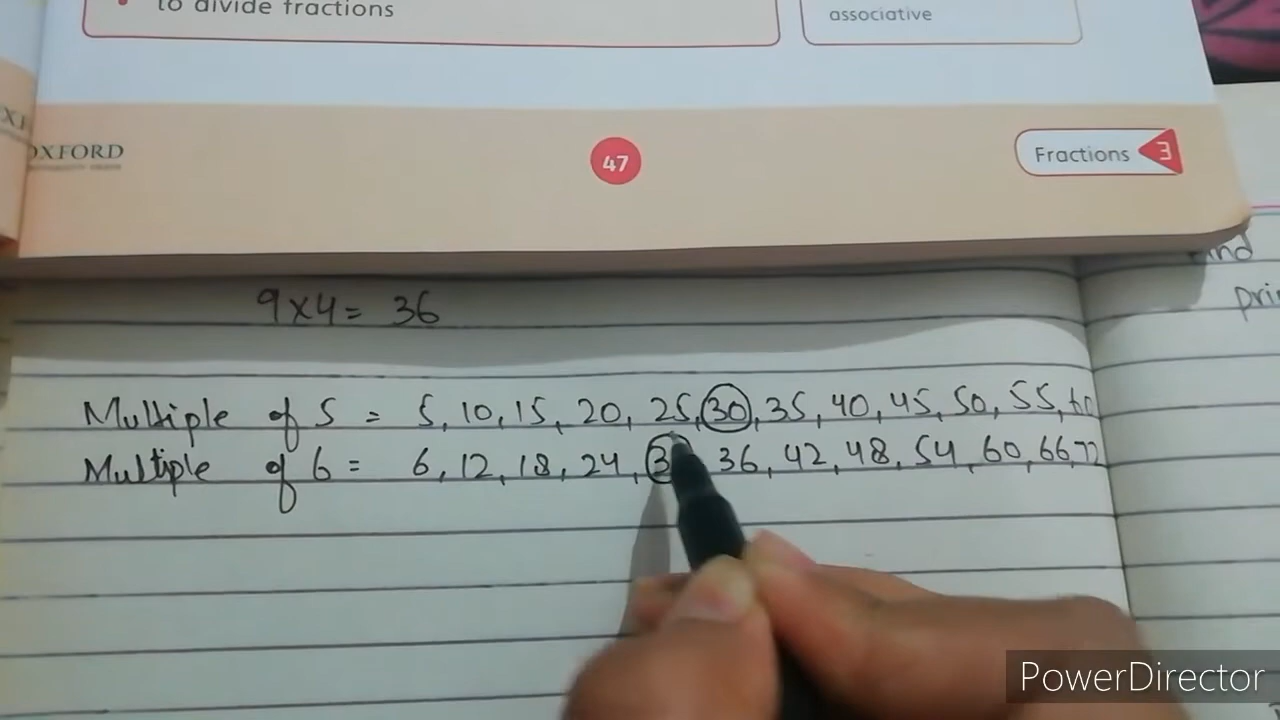 to divide fractions
associative
OXFORD
47
Fractions 3
9x4= 36
Multiple of 5 = 5, 10, 15, 20, 25, 30, 35, 40, 45, 50, 55, 60
Multiple of 6 = 6, 12, 18, 24, 36, 42, 48, 54, 60, 66, 72
PowerDirector